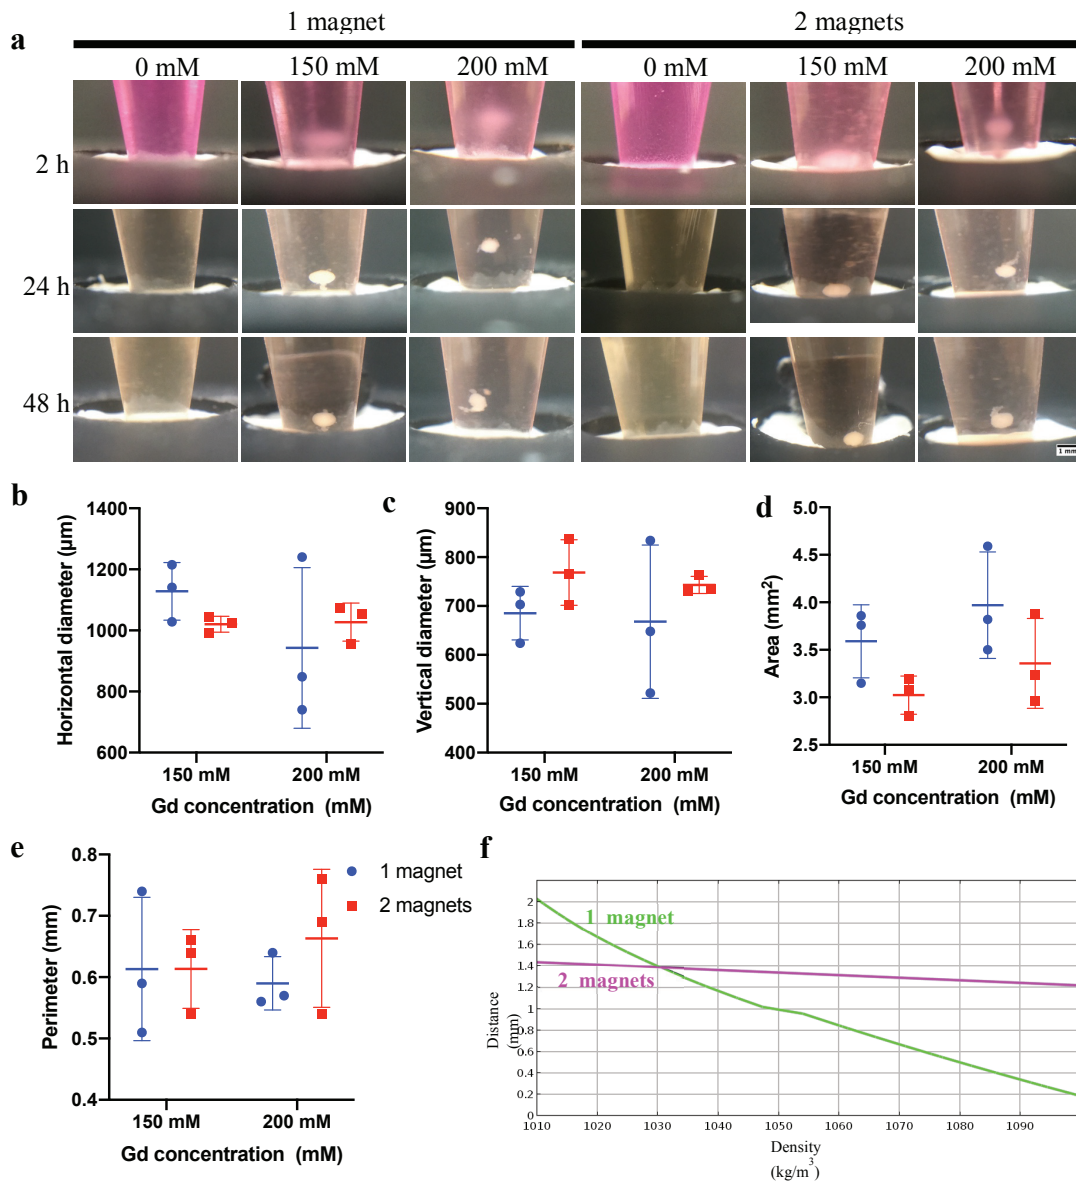 a
1 magnet
2 magnets
0 mM
150 mM
200 mM
0 mM
150 mM
200 mM
2 h
24 h
48 h
1 mm
b
1400
1200
1000
800
600
Horizontal diameter (µm)
150 mM
200 mM
Gd concentration (mM)
c
900
800
700
600
500
400
Vertical diameter (µm)
150 mM
200 mM
Gd concentration (mM)
d
5.0
4.5
4.0
3.5
3.0
2.5
Area (mm²)
150 mM
200 mM
Gd concentration (mM)
e
0.8
0.7
0.6
0.5
0.4
Perimeter (mm)
150 mM
200 mM
Gd concentration (mM)
1 magnet
2 magnets
f
2
1.8
1.6
1.4
1.2
1
0.8
0.6
0.4
0.2
0
Distance
(mm)
1 magnet
2 magnets
1010
1020
1030
1040
1050
1060
1070
1080
1090
Density
(kg/m³)